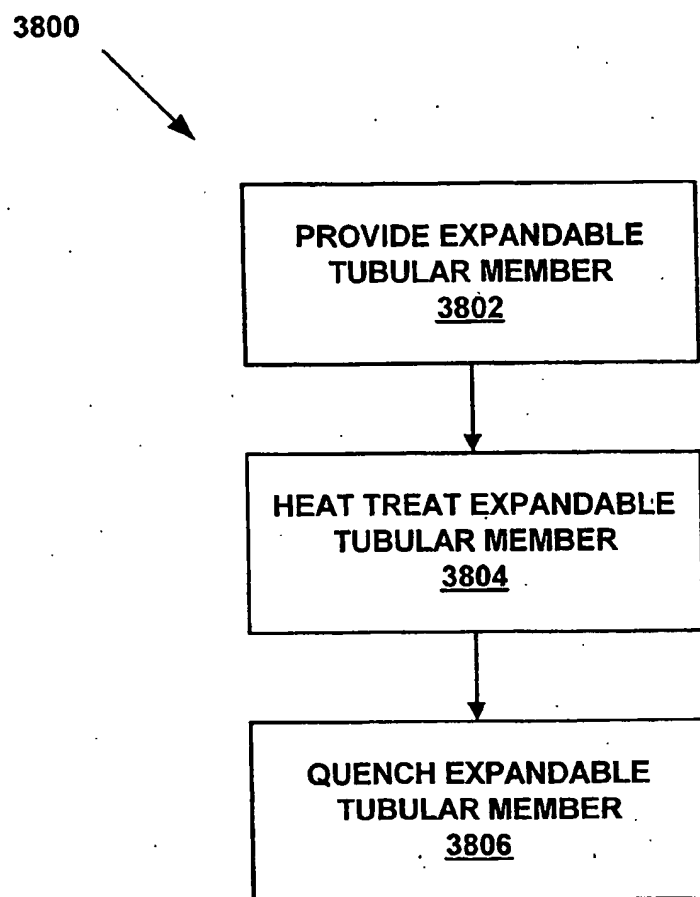 3800
PROVIDE EXPANDABLE
TUBULAR MEMBER
3802
HEAT TREAT EXPANDABLE
TUBULAR MEMBER
3804
QUENCH EXPANDABLE
TUBULAR MEMBER
3806